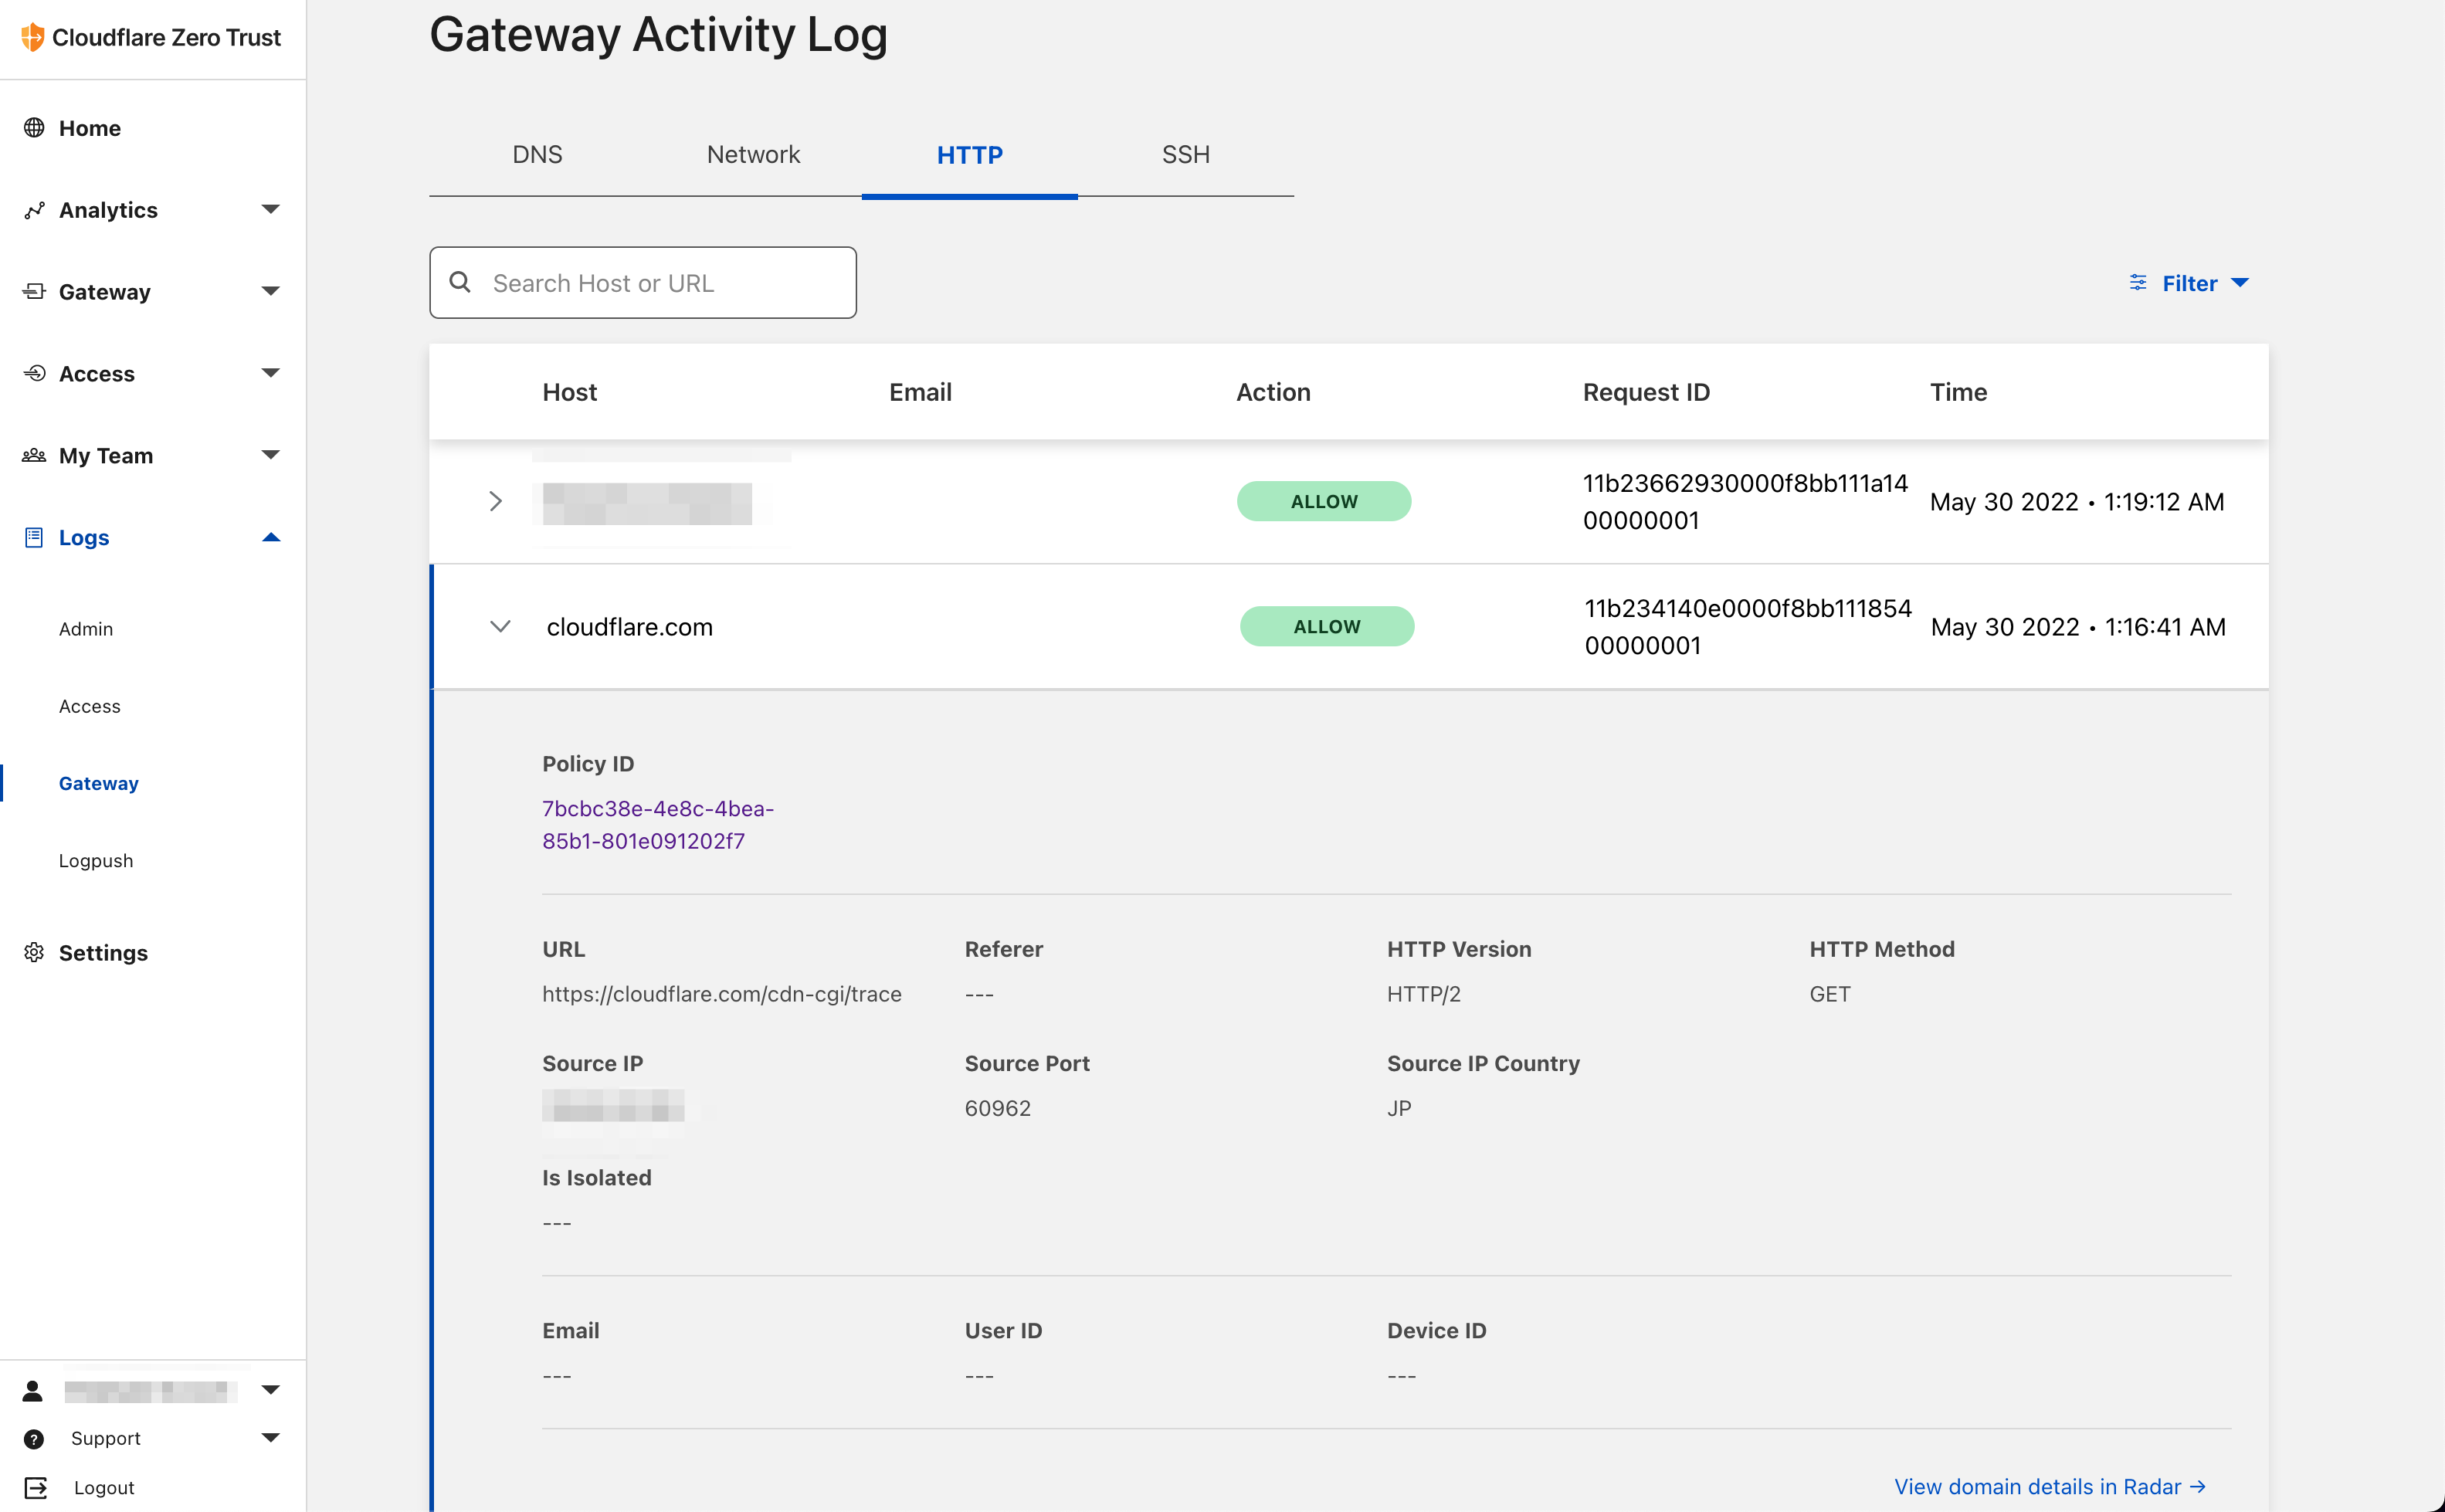 Cloudflare Zero Trust
Home
Analytics
Gateway
Access
My Team
Logs
Admin
Access
Gateway
Logpush
Settings
Support
Logout
Gateway Activity Log
DNS Network HTTP SSH
Search Host or URL
Filter
Host Email Action Request ID Time
ALLOW 11b23662930000f8bb111a14 May 30 2022 • 1:19:12 AM
00000001
cloudflare.com ALLOW 11b234140e0000f8bb111854 May 30 2022 • 1:16:41 AM
00000001
Policy ID
7bcbc38e-4e8c-4bea-
85b1-801e091202f7
URL Referer HTTP Version HTTP Method
https://cloudflare.com/cdn-cgi/trace --- HTTP/2 GET
Source IP Source Port Source IP Country
60962 JP
Is Isolated
---
Email User ID Device ID
--- --- ---
View domain details in Radar →